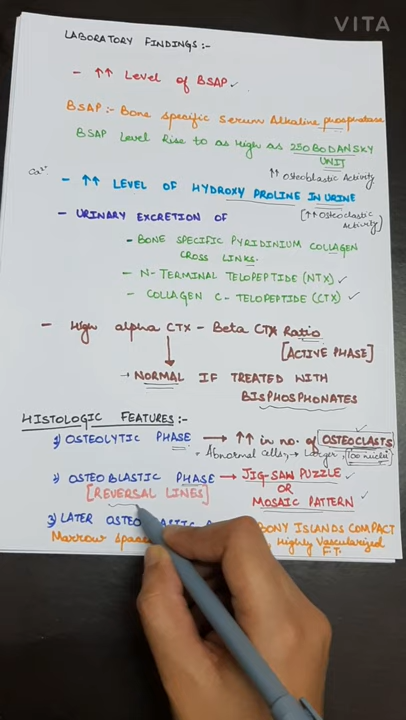 VITA
LABORATORY FINDINGS :-
- ↑↑ Level of BSAP ✓
BSAP :- Bone Specific Serum Alkaline phosphatase
BSAP Level Rise to as High as 250 BODANSKY
UNIT
↑↑ Osteoblastic Activity
Ca²⁺
- ↑↑ LEVEL OF HYDROXY PROLINE IN URINE
- URINARY EXCRETION OF [↑↑ Osteoclastic
Activity]
- BONE SPECIFIC PYRIDINIUM COLLAGEN
CROSS LINKS.
- N-TERMINAL TELOPEPTIDE (NTX) ✓
- COLLAGEN C-TELOPEPTIDE (CTX) ✓
- High alpha CTX - Beta CTX Ratio
[ACTIVE PHASE]
→ NORMAL IF TREATED WITH
BISPHOSPHONATES
HISTOLOGIC FEATURES :-
1) OSTEOLYTIC PHASE → ↑↑ in no. of OSTEOCLASTS
• Abnormal cells, → Larger, 100 nuclei
2) OSTEOBLASTIC PHASE → JIG-SAW PUZZLE ✓
[REVERSAL LINES] OR
MOSAIC PATTERN ✓
3) LATER BONY ISLANDS COMPACT
Marrow Highly Vascularized
F.T.